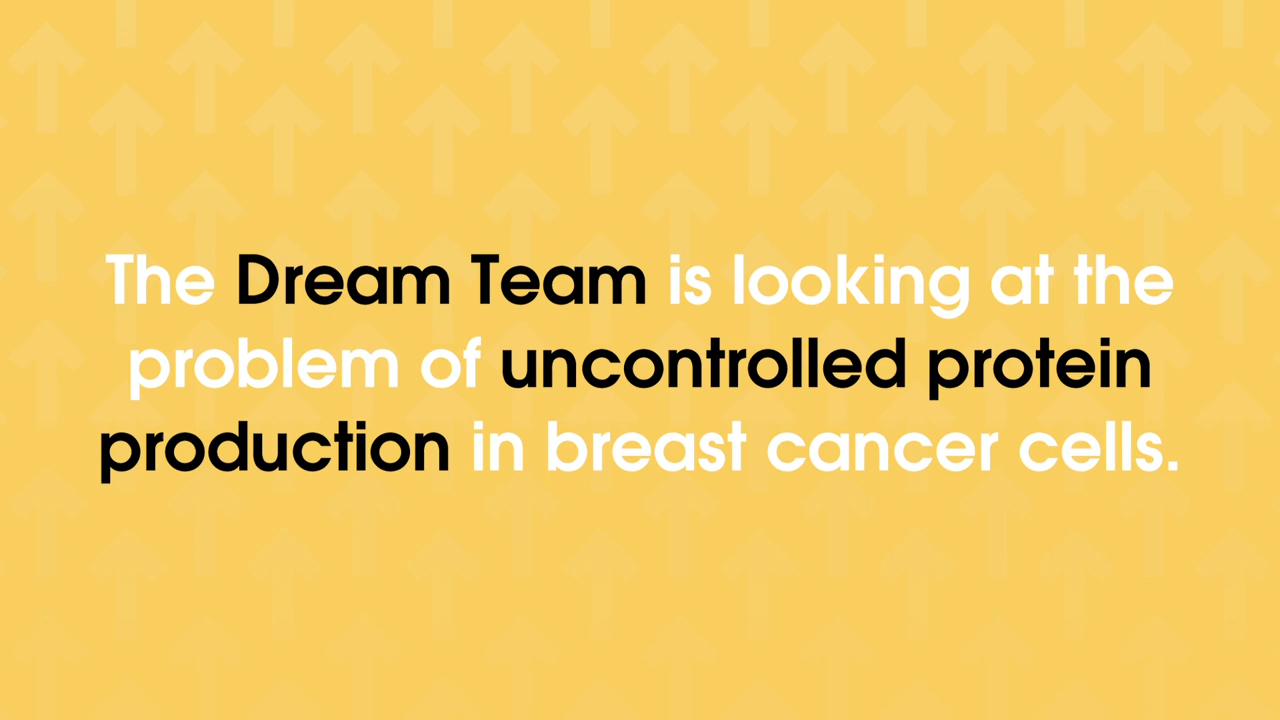 The Dream Team is looking at the
problem of uncontrolled protein
production in breast cancer cells.